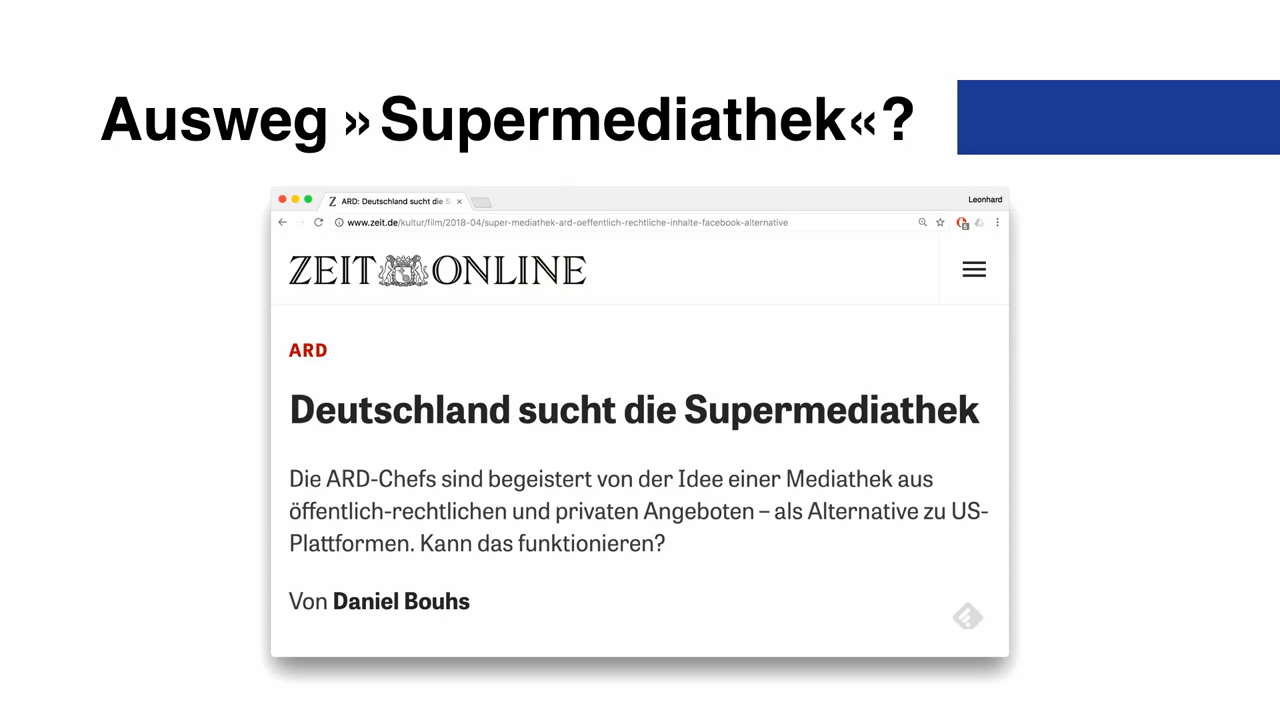 Ausweg »Supermediathek«?
ARD: Deutschland sucht die S
Leonhard
www.zeit.de/kultur/film/2018-04/super-mediathek-ard-oeffentlich-rechtliche-inhalte-facebook-alternative
ZEIT ONLINE
ARD
Deutschland sucht die Supermediathek
Die ARD-Chefs sind begeistert von der Idee einer Mediathek aus
öffentlich-rechtlichen und privaten Angeboten – als Alternative zu US-
Plattformen. Kann das funktionieren?
Von Daniel Bouhs